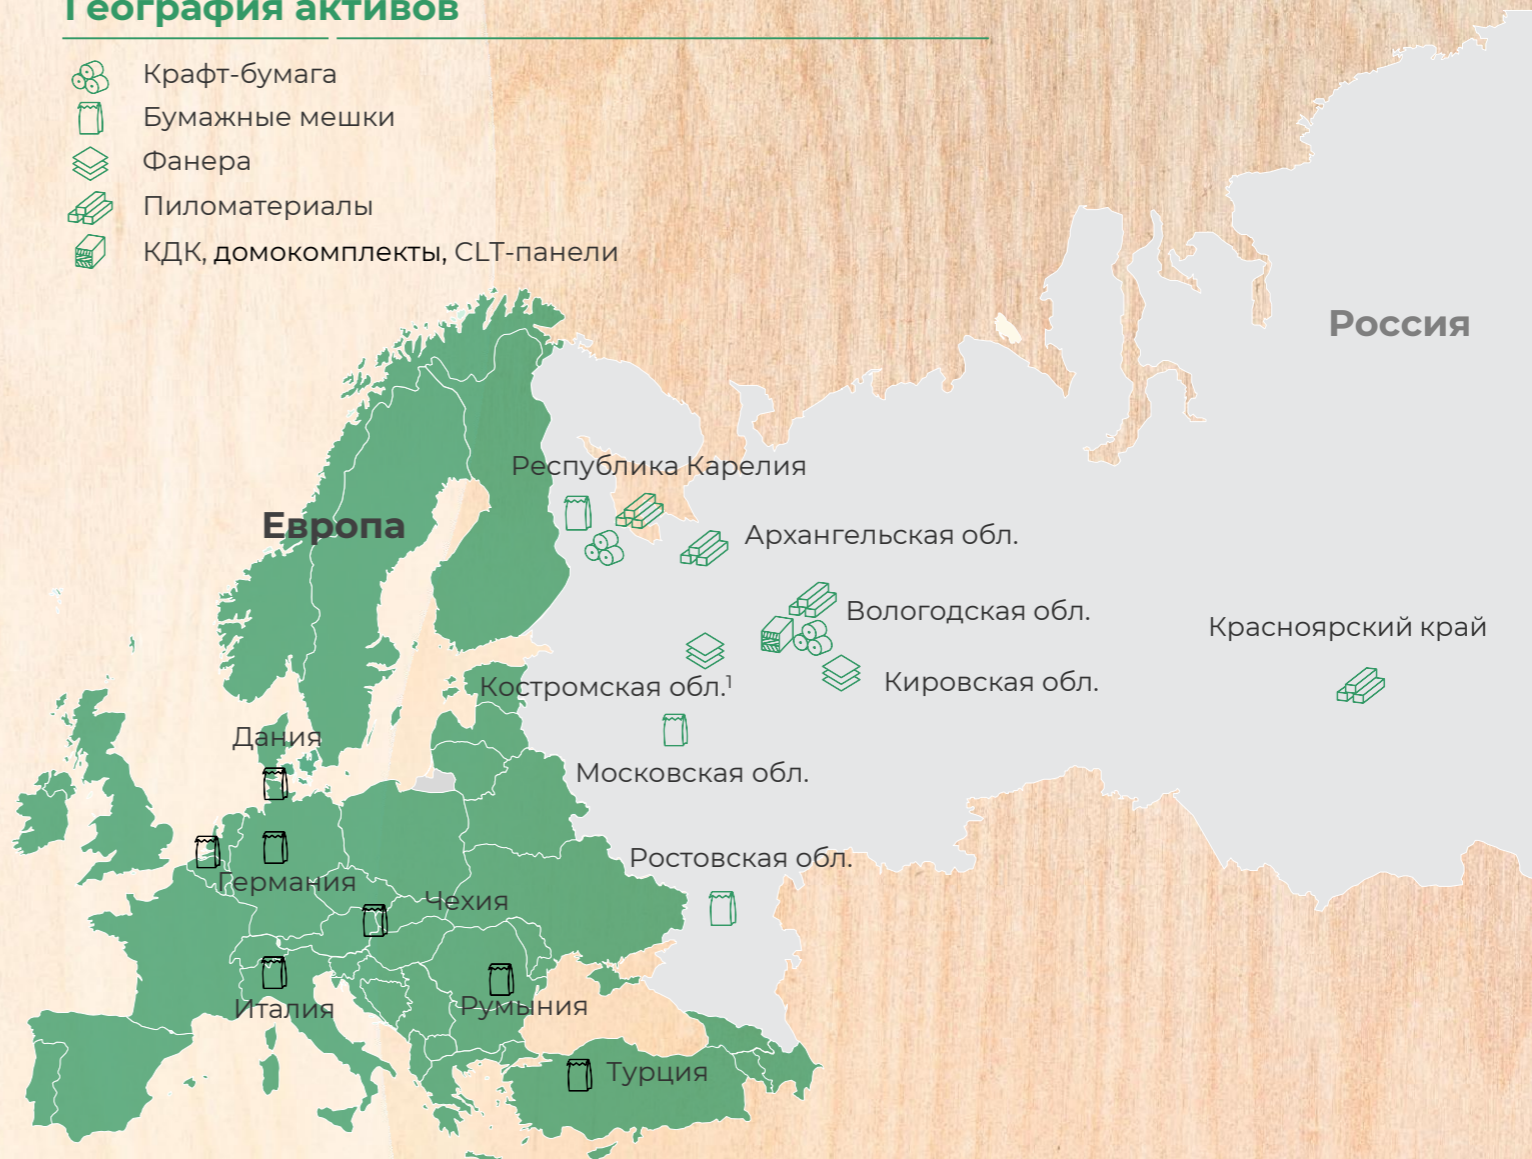 География активов
Крафт-бумага
Бумажные мешки
Фанера
Пиломатериалы
КДК, домокомплекты, CLT-панели
Россия
Республика Карелия
Европа
Архангельская обл.
Вологодская обл.
Красноярский край
Костромская обл.¹
Кировская обл.
Дания
Московская обл.
Ростовская обл.
Германия
Чехия
Италия
Румыния
Турция